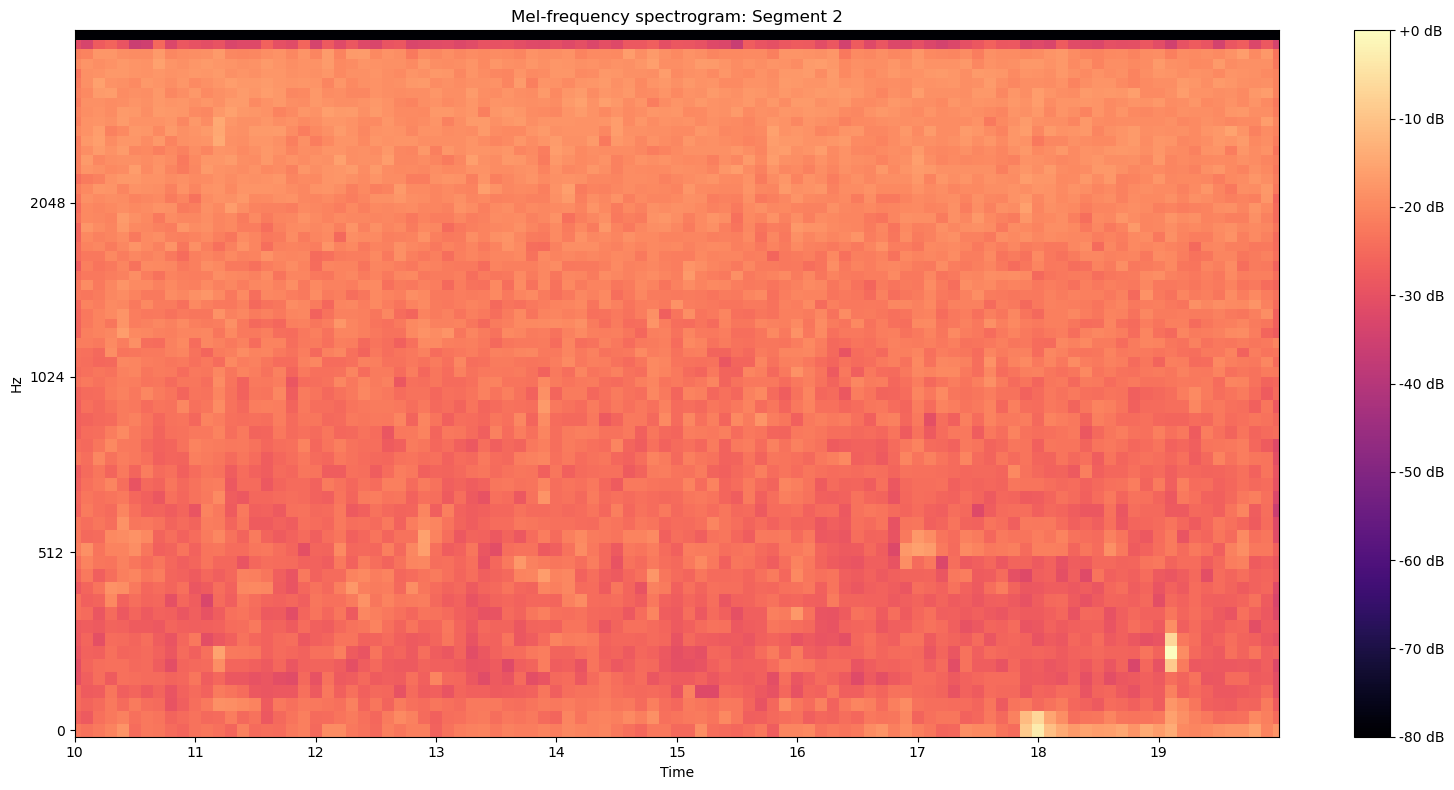 Mel-frequency spectrogram: Segment 2
Hz
2048
1024
512
0
10 11 12 13 14 15 16 17 18 19
Time
+0 dB
-10 dB
-20 dB
-30 dB
-40 dB
-50 dB
-60 dB
-70 dB
-80 dB